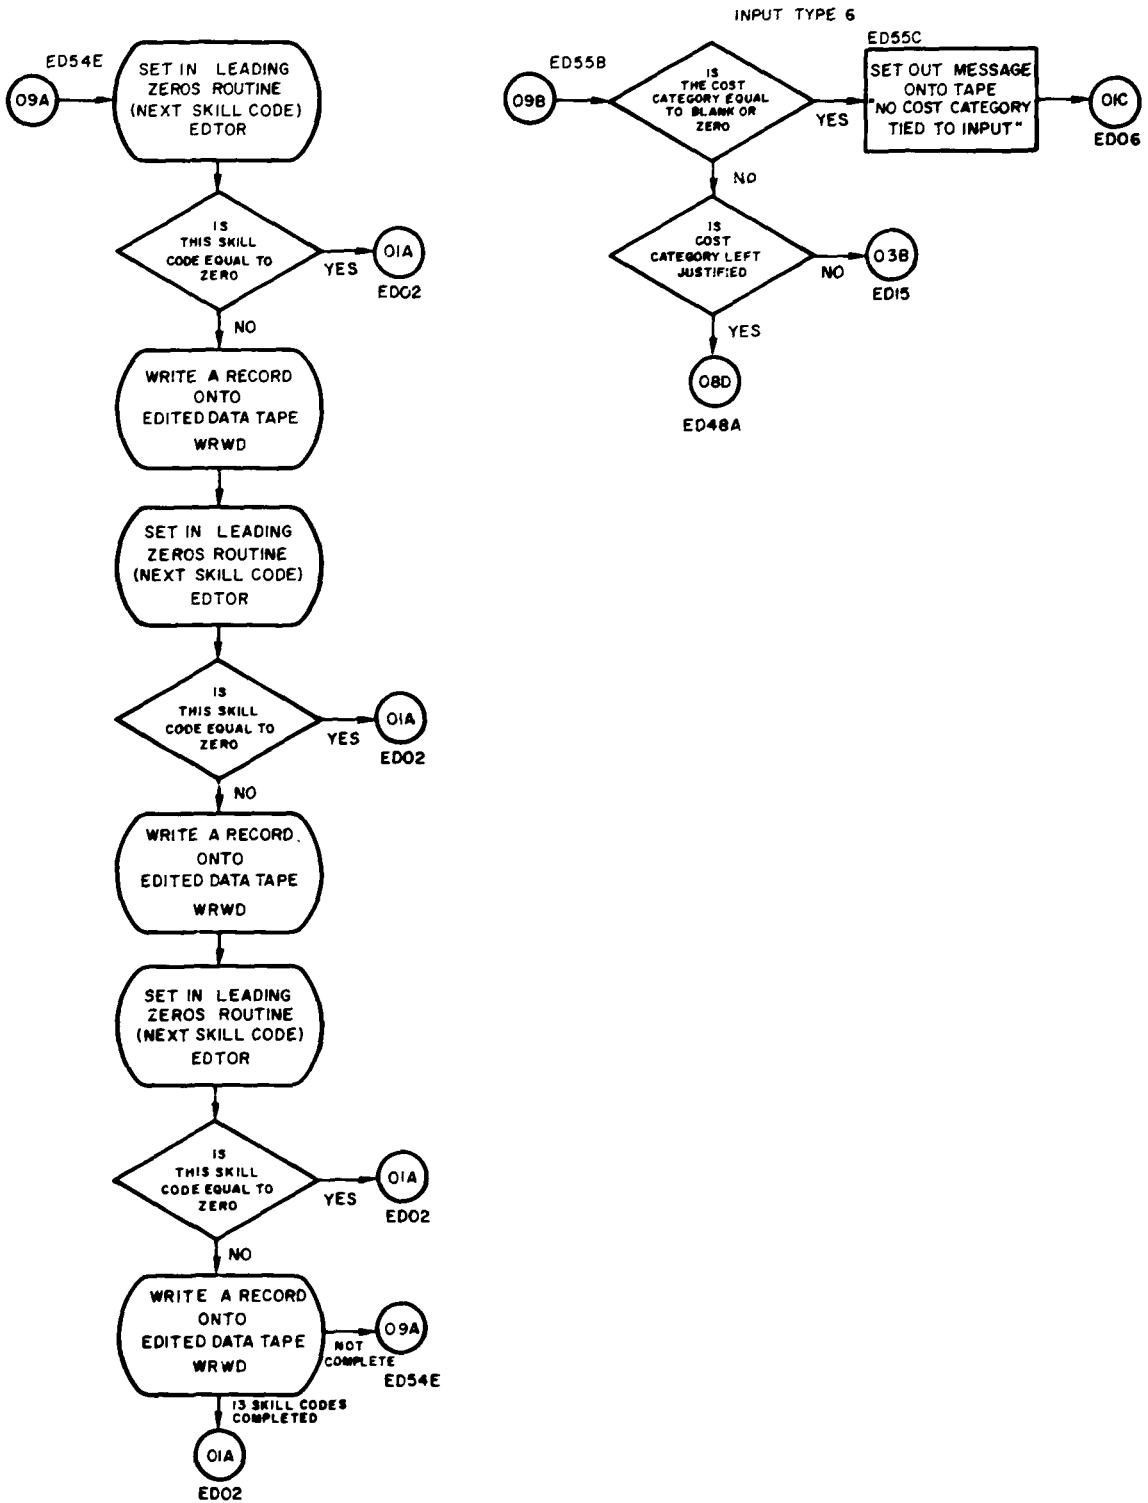 ED54E
09A
SET IN LEADING
ZEROS ROUTINE
(NEXT SKILL CODE)
EDTOR
IS
THIS SKILL
CODE EQUAL TO
ZERO
YES
01A
ED02
NO
WRITE A RECORD
ONTO
EDITED DATA TAPE
WRWD
SET IN LEADING
ZEROS ROUTINE
(NEXT SKILL CODE)
EDTOR
IS
THIS SKILL
CODE EQUAL TO
ZERO
YES
01A
ED02
NO
WRITE A RECORD
ONTO
EDITED DATA TAPE
WRWD
SET IN LEADING
ZEROS ROUTINE
(NEXT SKILL CODE)
EDTOR
IS
THIS SKILL
CODE EQUAL TO
ZERO
YES
01A
ED02
NO
WRITE A RECORD
ONTO
EDITED DATA TAPE
WRWD
NOT
COMPLETE
09A
ED54E
13 SKILL CODES
COMPLETED
01A
ED02
INPUT TYPE 6
ED55B
09B
IS
THE COST
CATEGORY EQUAL
TO BLANK OR
ZERO
YES
ED55C
SET OUT MESSAGE
ONTO TAPE
"NO COST CATEGORY
TIED TO INPUT"
01C
ED06
NO
IS
COST
CATEGORY LEFT
JUSTIFIED
NO
03B
ED15
YES
08D
ED48A